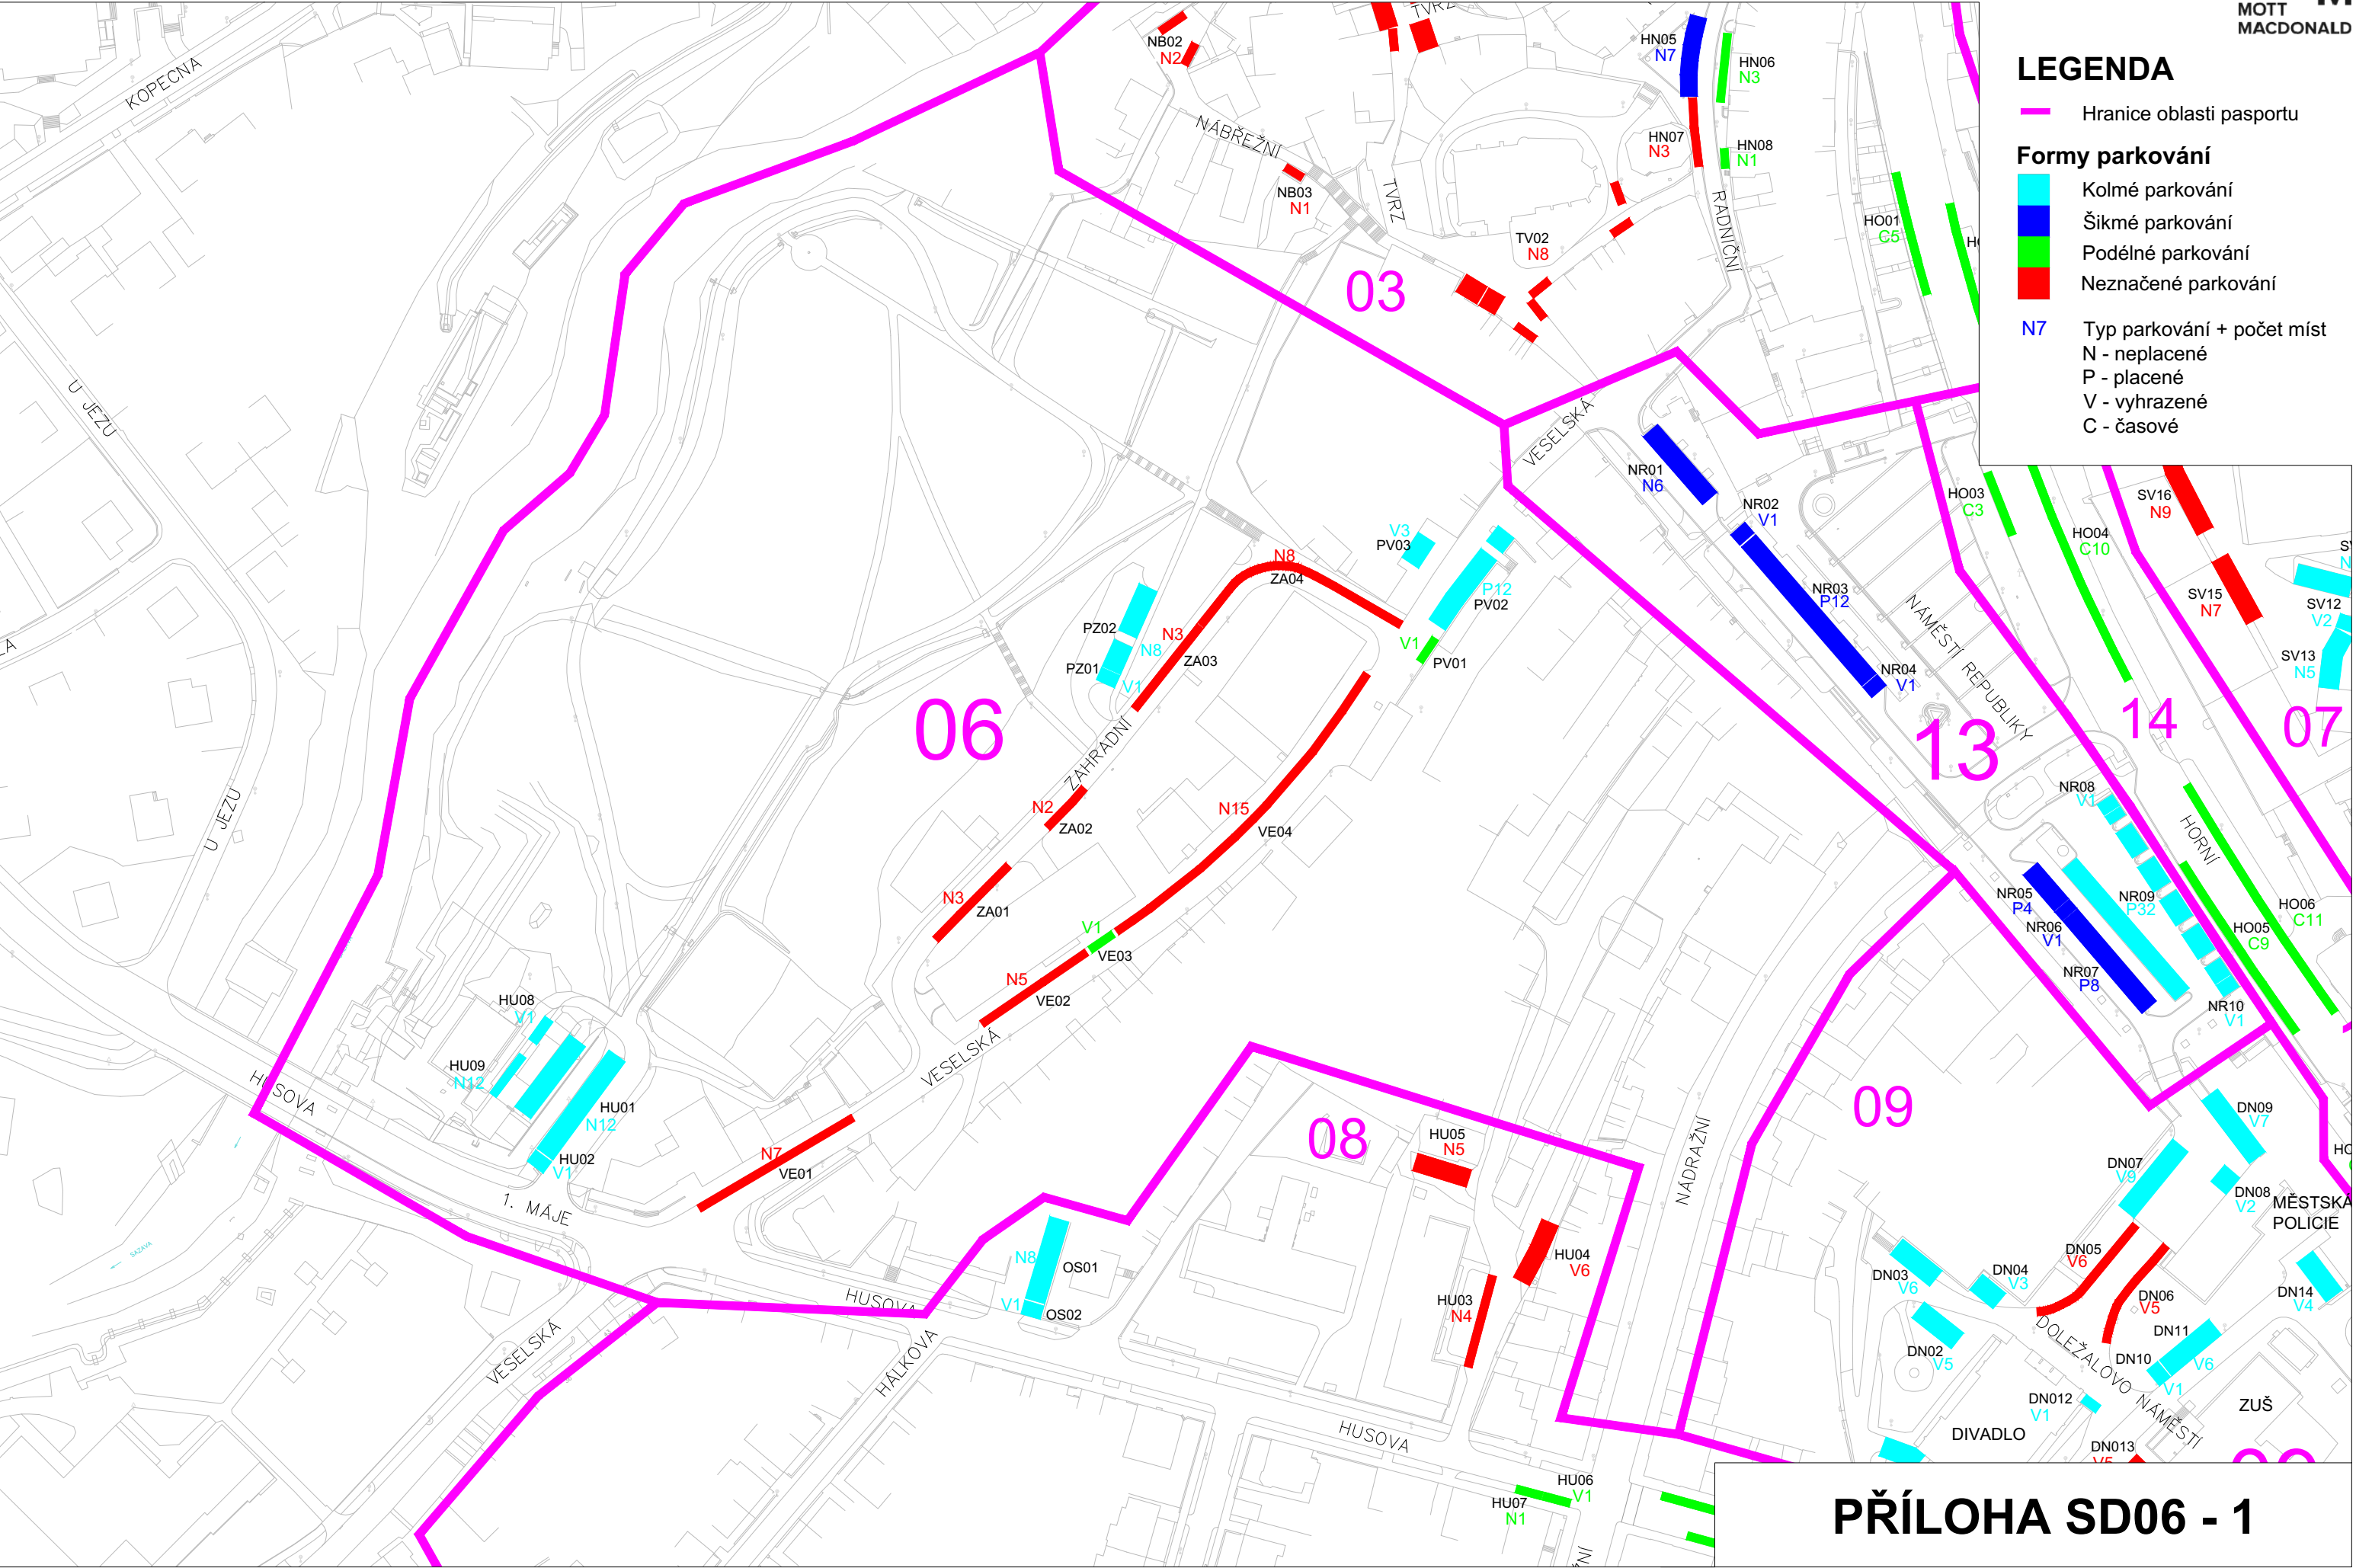 MOTT M
MACDONALD
LEGENDA
Hranice oblasti pasportu
Formy parkování
Kolmé parkování
Šikmé parkování
Podélné parkování
Neznačené parkování
N7 Typ parkování + počet míst
N - neplacené
P - placené
V - vyhrazené
C - časové
KOPEČNÁ
NB02
N2
TVRZ
HN05
N7
HN06
N3
NÁBŘEŽNÍ
HN07
N3
HN08
N1
NB03
N1
TVRZ
RADNIČNÍ
HO01
C5
TV02
N8
03
U JEZU
VESELSKÁ
NR01
N6
NR02
V1
HO03
C3
HO04
C10
SV16
N9
V3
PV03
N8
ZA04
P12
PV02
NR03
P12
SV15
N7
SV12
V2
NÁMĚSTÍ REPUBLIKY
PZ02
N8
N3
ZA03
V1
PV01
PZ01
V1
NR04
V1
SV13
N5
06
13
14
07
ZAHRADNÍ
U JEZU
N2
ZA02
N15
VE04
NR08
V1
HORNÍ
N3
ZA01
NR05
P4
NR09
P32
HO06
C11
V1
VE03
NR06
V1
HO05
C9
N5
VE02
NR07
P8
HU08
V1
NR10
V1
VESELSKÁ
HU09
N12
HUSOVA
HU01
N12
09
DN09
V7
08
HU05
N5
NÁDRAŽNÍ
HU02
V1
N7
VE01
DN07
V9
DN08
V2
MĚSTSKÁ
POLICIE
1. MÁJE
SÁZAVA
N8
OS01
HU04
V6
DN05
V6
DN03
V6
DN04
V3
DN06
V5
DN14
V4
V1
OS02
HUSOVA
HU03
N4
DN02
V5
DN11
V6
DN10
V1
DOLEŽALOVO NÁMĚSTÍ
VESELSKÁ
HÁLKOVA
DN012
V1
ZUŠ
DIVADLO
HUSOVA
DN013
V5
HU06
V1
HU07
N1
PŘÍLOHA SD06 - 1